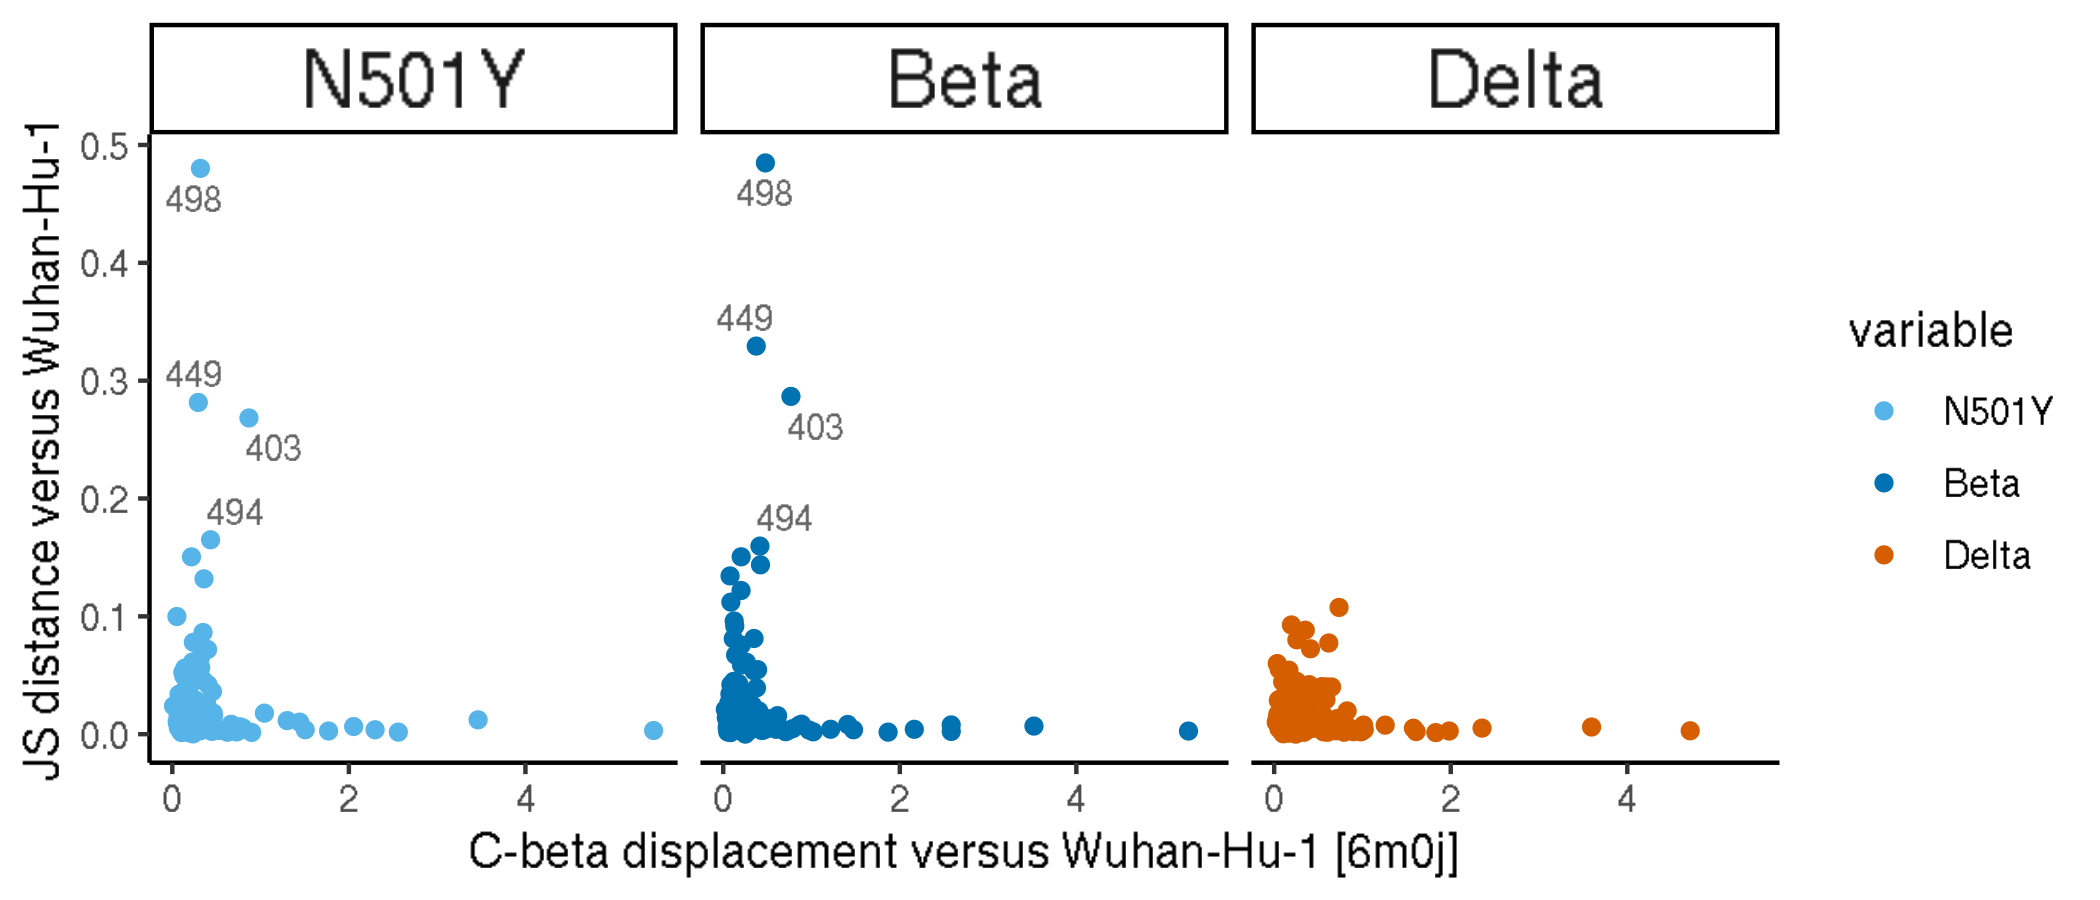 N501Y Beta Delta
JS distance versus Wuhan-Hu-1
0.5
0.4
0.3
0.2
0.1
0.0
498
449
403
494
498
449
403
494
0 2 4 0 2 4 0 2 4
C-beta displacement versus Wuhan-Hu-1 [6m0j]
variable
N501Y
Beta
Delta